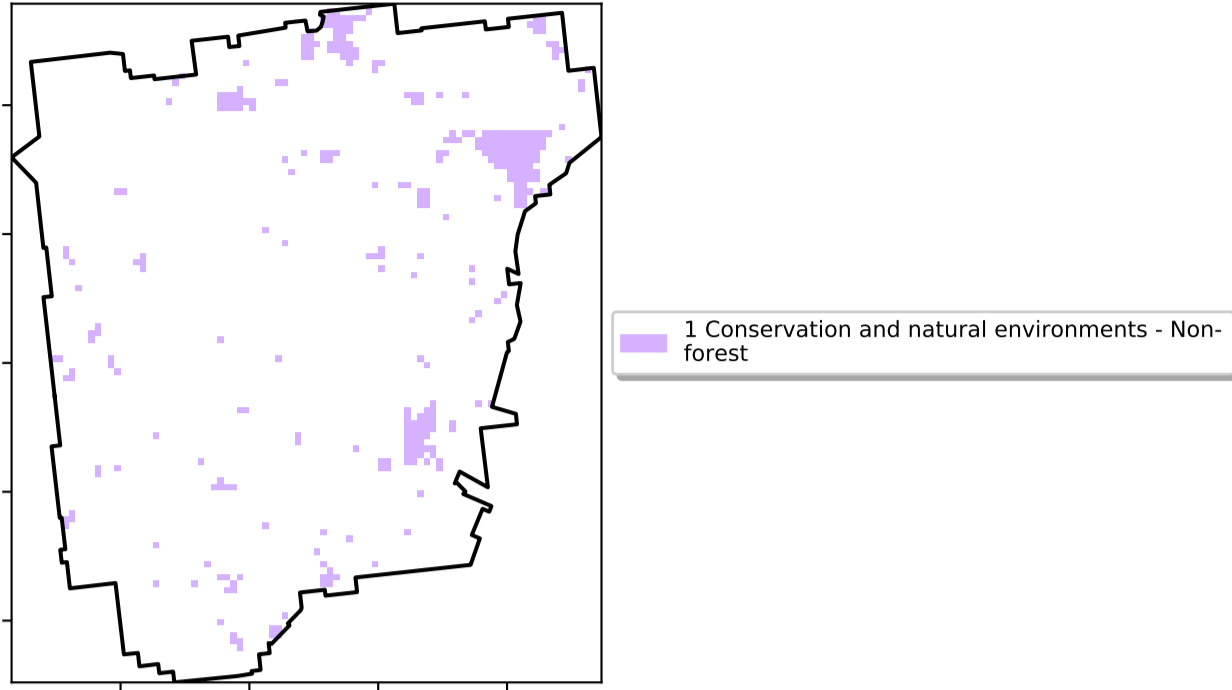 1 Conservation and natural environments - Non-
forest